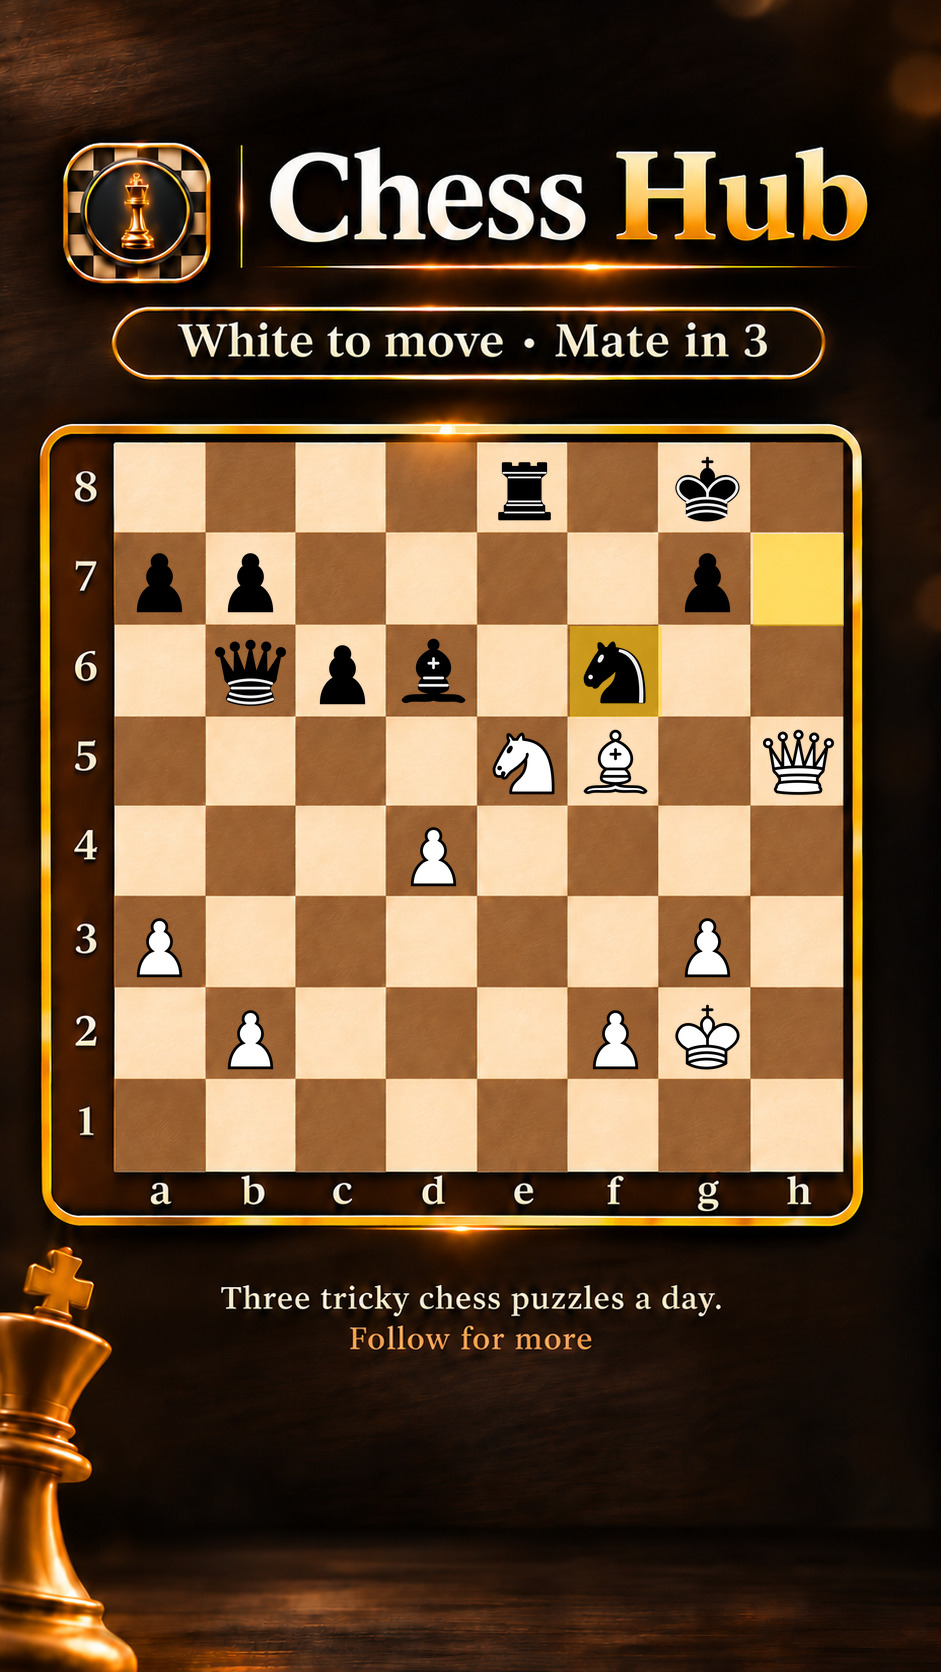 Chess Hub
White to move • Mate in 3
8
7
6
5
4
3
2
1
a b c d e f g h
Three tricky chess puzzles a day.
Follow for more